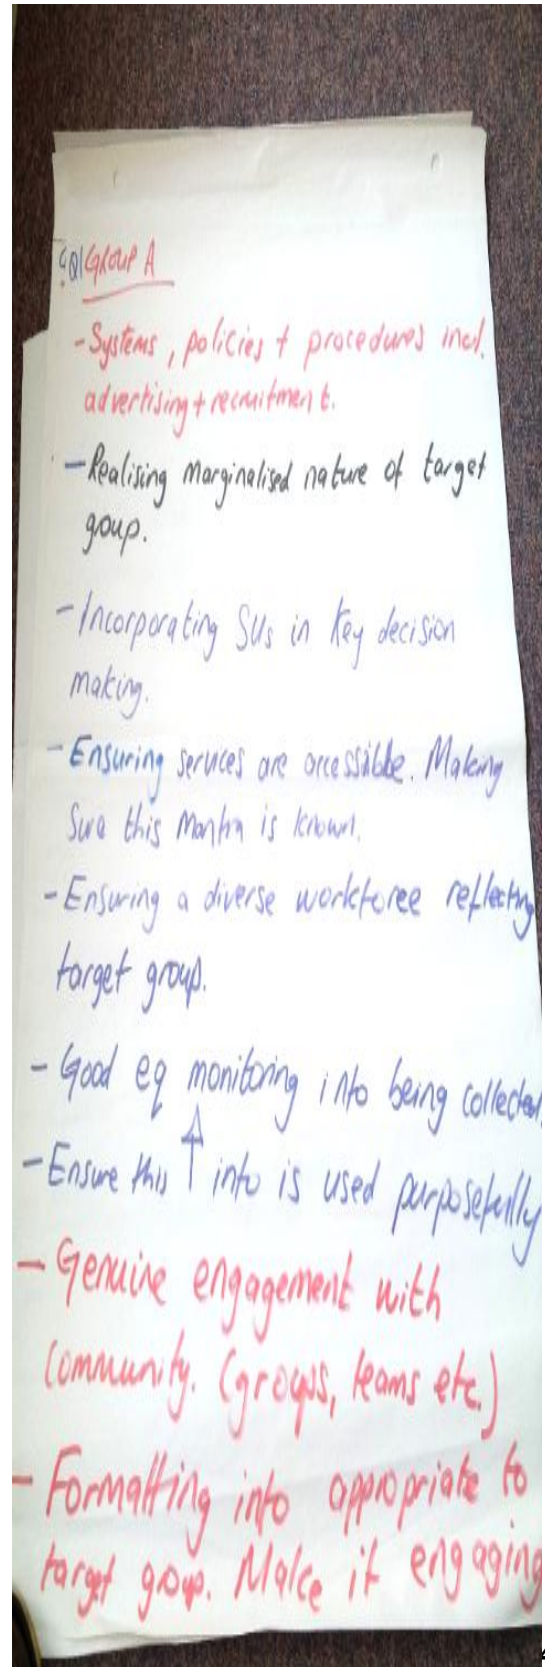 Q1 GROUP A
- Systems, policies + procedures incl.
advertising + recruitment.
- Realising marginalised nature of target
goup.
- Incorporating SUs in key decision
making.
- Ensuring services are accessible. Making
sure this mantra is known.
- Ensuring a diverse workforce reflecting
target group.
- Good eq monitoring info being collected.
- Ensure this ↑ info is used purposefully
- Genuine engagement with
community. (groups, teams etc.)
- Formatting info appropriate to
target group. Make it engaging